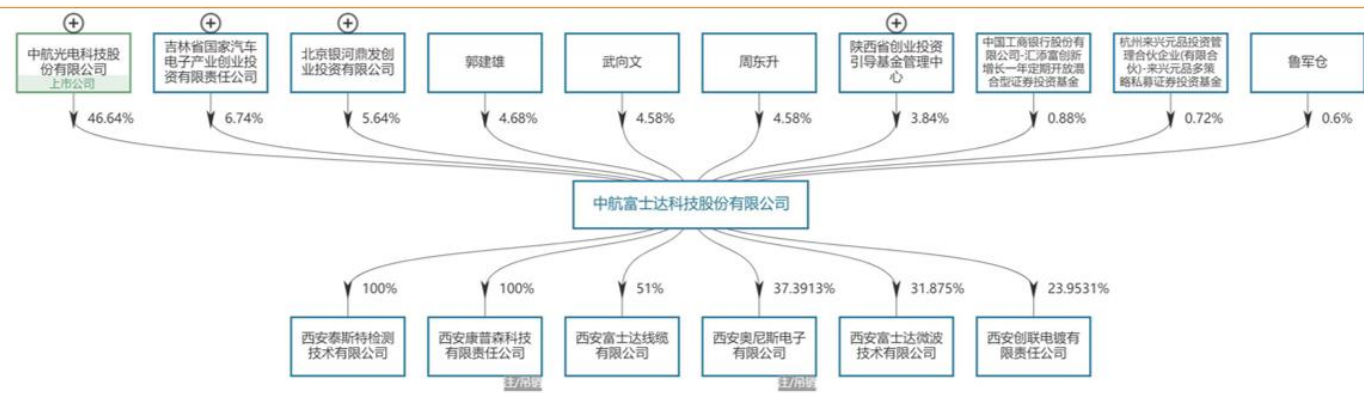 中航光电科技股
份有限公司
上市公司
吉林省国家汽车
电子产业创业投
资有限责任公司
北京银河鼎发创
业投资有限公司
郭建雄
武向文
周东升
陕西省创业投资
引导基金管理中
心
中国工商银行股份有
限公司-汇添富创新
增长一年定期开放混
合型证券投资基金
杭州来兴元品投资管
理合伙企业(有限合
伙)-来兴元品多策
略私募证券投资基金
鲁军仓
46.64%
6.74%
5.64%
4.68%
4.58%
4.58%
3.84%
0.88%
0.72%
0.6%
中航富士达科技股份有限公司
100%
100%
51%
37.3913%
31.875%
23.9531%
西安泰斯特检测
技术有限公司
西安康普森科技
有限责任公司
注/吊销
西安富士达线缆
有限公司
西安奥尼斯电子
有限公司
注/吊销
西安富士达微波
技术有限公司
西安创联电镀有
限责任公司